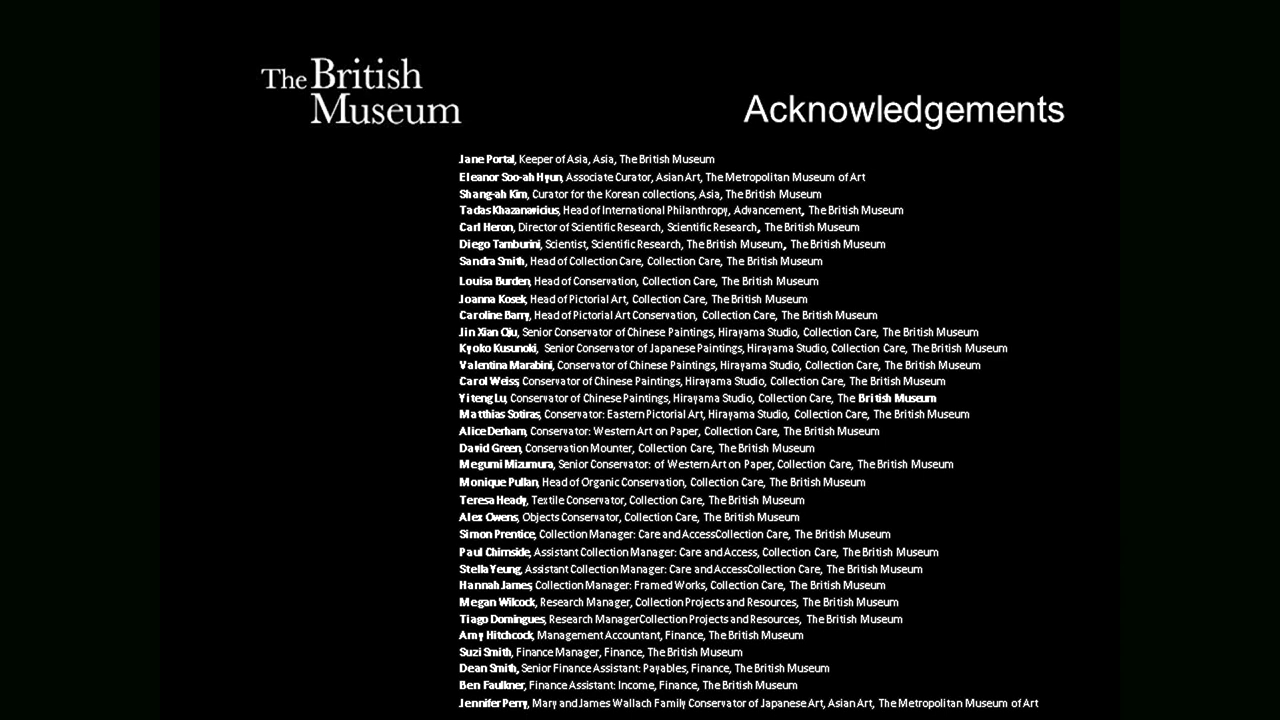 The British
Museum
Acknowledgements
Jane Portal, Keeper of Asia, Asia, The British Museum
Eleanor Soo-ah Hyun, Associate Curator, Asian Art, The Metropolitan Museum of Art
Shang-ah Kim, Curator for the Korean collections, Asia, The British Museum
Tadas Khazanavicius, Head of International Philanthropy, Advancement, The British Museum
Carl Heron, Director of Scientific Research, Scientific Research, The British Museum
Diego Tamburini, Scientist, Scientific Research, The British Museum, The British Museum
Sandra Smith, Head of Collection Care, Collection Care, The British Museum
Louisa Burden, Head of Conservation, Collection Care, The British Museum
Joanna Kosek, Head of Pictorial Art, Collection Care, The British Museum
Caroline Barry, Head of Pictorial Art Conservation, Collection Care, The British Museum
Jin Xian Qiu, Senior Conservator of Chinese Paintings, Hirayama Studio, Collection Care, The British Museum
Kyoko Kusunoki, Senior Conservator of Japanese Paintings, Hirayama Studio, Collection Care, The British Museum
Valentina Marabini, Conservator of Chinese Paintings, Hirayama Studio, Collection Care, The British Museum
Carol Weiss, Conservator of Chinese Paintings, Hirayama Studio, Collection Care, The British Museum
Yi teng Lu, Conservator of Chinese Paintings, Hirayama Studio, Collection Care, The British Museum
Matthias Sotiras, Conservator: Eastern Pictorial Art, Hirayama Studio, Collection Care, The British Museum
Alice Derham, Conservator: Western Art on Paper, Collection Care, The British Museum
David Green, Conservation Mounter, Collection Care, The British Museum
Megumi Mizumura, Senior Conservator: of Western Art on Paper, Collection Care, The British Museum
Monique Pullan, Head of Organic Conservation, Collection Care, The British Museum
Teresa Heady, Textile Conservator, Collection Care, The British Museum
Alex Owens, Objects Conservator, Collection Care, The British Museum
Simon Prentice, Collection Manager: Care and AccessCollection Care, The British Museum
Paul Chirnside, Assistant Collection Manager: Care and Access, Collection Care, The British Museum
Stella Yeung, Assistant Collection Manager: Care and AccessCollection Care, The British Museum
Hannah James, Collection Manager: Framed Works, Collection Care, The British Museum
Megan Wilcock, Research Manager, Collection Projects and Resources, The British Museum
Tiago Domingues, Research ManagerCollection Projects and Resources, The British Museum
Amy Hitchcock, Management Accountant, Finance, The British Museum
Suzi Smith, Finance Manager, Finance, The British Museum
Dean Smith, Senior Finance Assistant: Payables, Finance, The British Museum
Ben Faulkner, Finance Assistant: Income, Finance, The British Museum
Jennifer Perry, Mary and James Wallach Family Conservator of Japanese Art, Asian Art, The Metropolitan Museum of Art